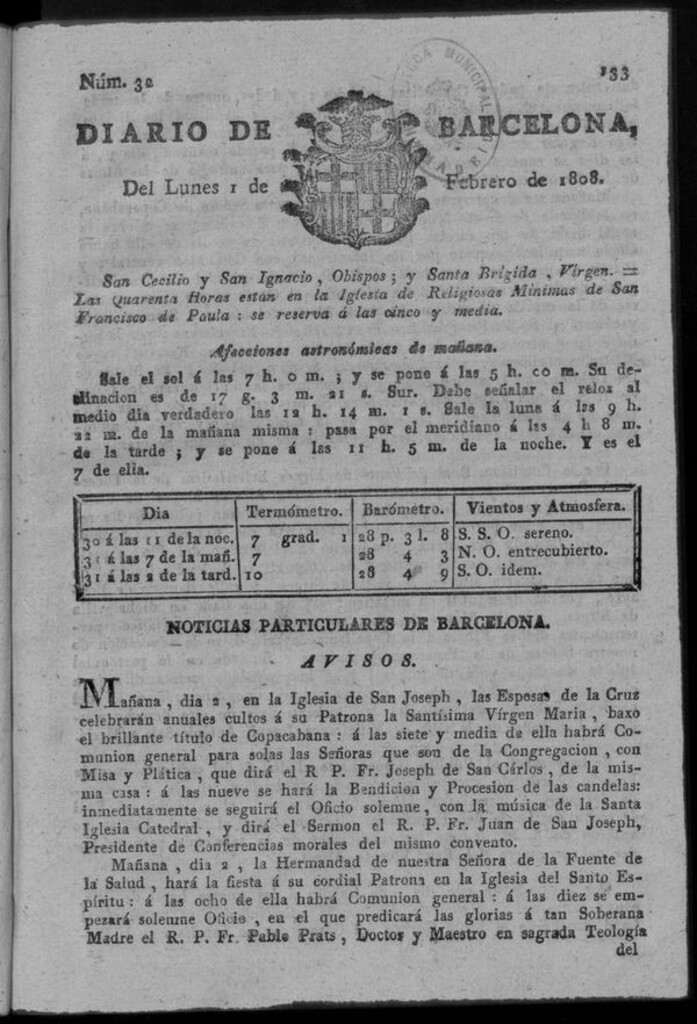 Núm. 32
133
BIBLIOTECA MUNICIPAL
MADRID
DIARIO DE BARCELONA,
Del Lunes 1 de Febrero de 1808.
San Cecilio y San Ignacio, Obispos; y Santa Brígida, Vírgen. =
Las Quarenta Horas están en la Iglesia de Religiosas Mínimas de San
Francisco de Paula: se reserva á las cinco y media.
Afecciones astronómicas de mañana.
Sale el sol á las 7 h. 0 m.; y se pone á las 5 h. 00 m. Su de-
clinacion es de 17 g. 3 m. 21 s. Sur. Debe señalar el relox al
medio dia verdadero las 12 h. 14 m. 1 s. Sale la luna á las 9 h.
22 m. de la mañana misma: pasa por el meridiano á las 4 h 8 m.
de la tarde; y se pone á las 11 h. 5 m. de la noche. Y es el
7 de ella.
Dia Termómetro. Barómetro. Vientos y Atmosfera.
30 á las 11 de la noc. 7 grad. 1 28 p. 3 l. 8 S. S. O. sereno.
31 á las 7 de la mañ. 7 28 4 3 N. O. entrecubierto.
31 á las 2 de la tard. 10 28 4 9 S. O. idem.
NOTICIAS PARTICULARES DE BARCELONA.
AVISOS.
Mañana, dia 2, en la Iglesia de San Joseph, las Esposas de la Cruz
celebrarán anuales cultos á su Patrona la Santísima Vírgen Maria, baxo
el brillante título de Copacabana: á las siete y media de ella habrá Co-
munion general para solas las Señoras que son de la Congregacion, con
Misa y Plática, que dirá el R P. Fr. Joseph de San Cárlos, de la mis-
ma casa: á las nueve se hará la Bendicion y Procesion de las candelas:
inmediatamente se seguirá el Oficio solemne, con la música de la Santa
Iglesia Catedral, y dirá el Sermon el R. P. Fr. Juan de San Joseph,
Presidente de Conferencias morales del mismo convento.
Mañana, dia 2, la Hermandad de nuestra Señora de la Fuente de
la Salud, hará la fiesta á su cordial Patrona en la Iglesia del Santo Es-
píritu: á las ocho de ella habrá Comunion general: á las diez se em-
pezará solemne Oficio, en el que predicará las glorias á tan Soberana
Madre el R. P. Fr. Pablo Prats, Doctor y Maestro en sagrada Teología
del